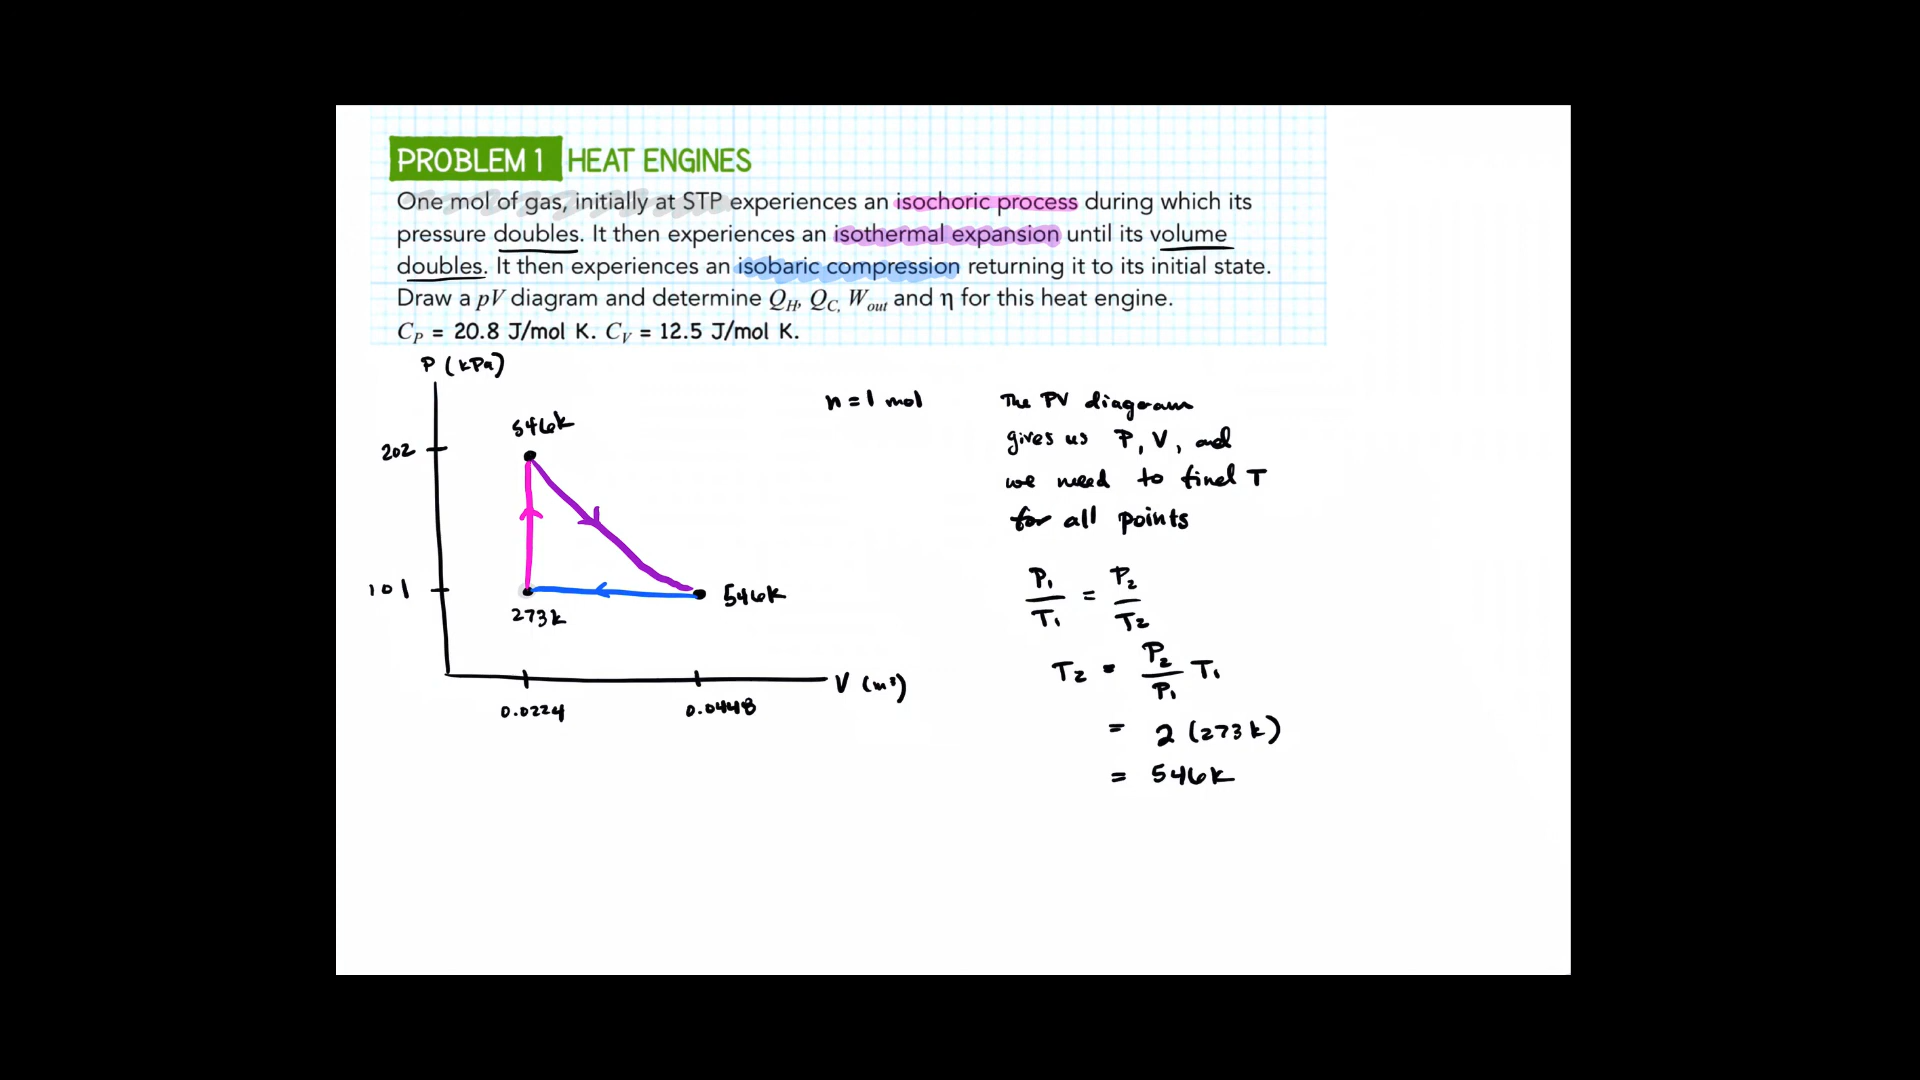 PROBLEM 1 HEAT ENGINES
One mol of gas, initially at STP experiences an isochoric process during which its
pressure doubles. It then experiences an isothermal expansion until its volume
doubles. It then experiences an isobaric compression returning it to its initial state.
Draw a pV diagram and determine Q_H, Q_C, W_out and η for this heat engine.
C_P = 20.8 J/mol K. C_V = 12.5 J/mol K.
P (kPa)
546K
202
101
273K
546K
0.0224
0.0448
V (m³)
n = 1 mol
The PV diagram
gives us P, V, and
we need to find T
for all points
P₁/T₁ = P₂/T₂
T₂ = P₂/P₁ T₁
= 2 (273K)
= 546K